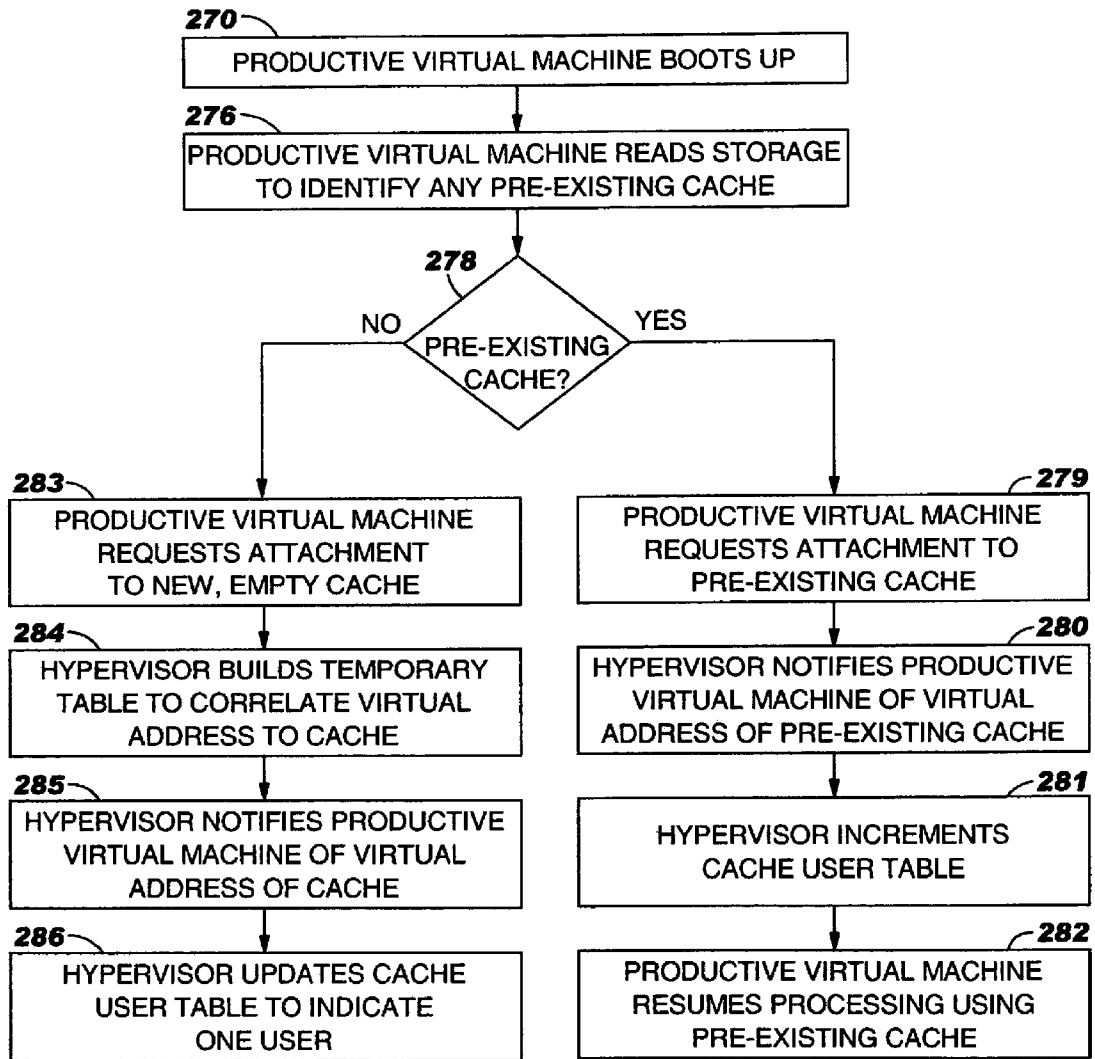 270
PRODUCTIVE VIRTUAL MACHINE BOOTS UP
276
PRODUCTIVE VIRTUAL MACHINE READS STORAGE
TO IDENTIFY ANY PRE-EXISTING CACHE
278
NO
YES
PRE-EXISTING
CACHE?
283
PRODUCTIVE VIRTUAL MACHINE
REQUESTS ATTACHMENT
TO NEW, EMPTY CACHE
284
HYPERVISOR BUILDS TEMPORARY
TABLE TO CORRELATE VIRTUAL
ADDRESS TO CACHE
285
HYPERVISOR NOTIFIES PRODUCTIVE
VIRTUAL MACHINE OF VIRTUAL
ADDRESS OF CACHE
286
HYPERVISOR UPDATES CACHE
USER TABLE TO INDICATE
ONE USER
279
PRODUCTIVE VIRTUAL MACHINE
REQUESTS ATTACHMENT TO
PRE-EXISTING CACHE
280
HYPERVISOR NOTIFIES PRODUCTIVE
VIRTUAL MACHINE OF VIRTUAL
ADDRESS OF PRE-EXISTING CACHE
281
HYPERVISOR INCREMENTS
CACHE USER TABLE
282
PRODUCTIVE VIRTUAL MACHINE
RESUMES PROCESSING USING
PRE-EXISTING CACHE